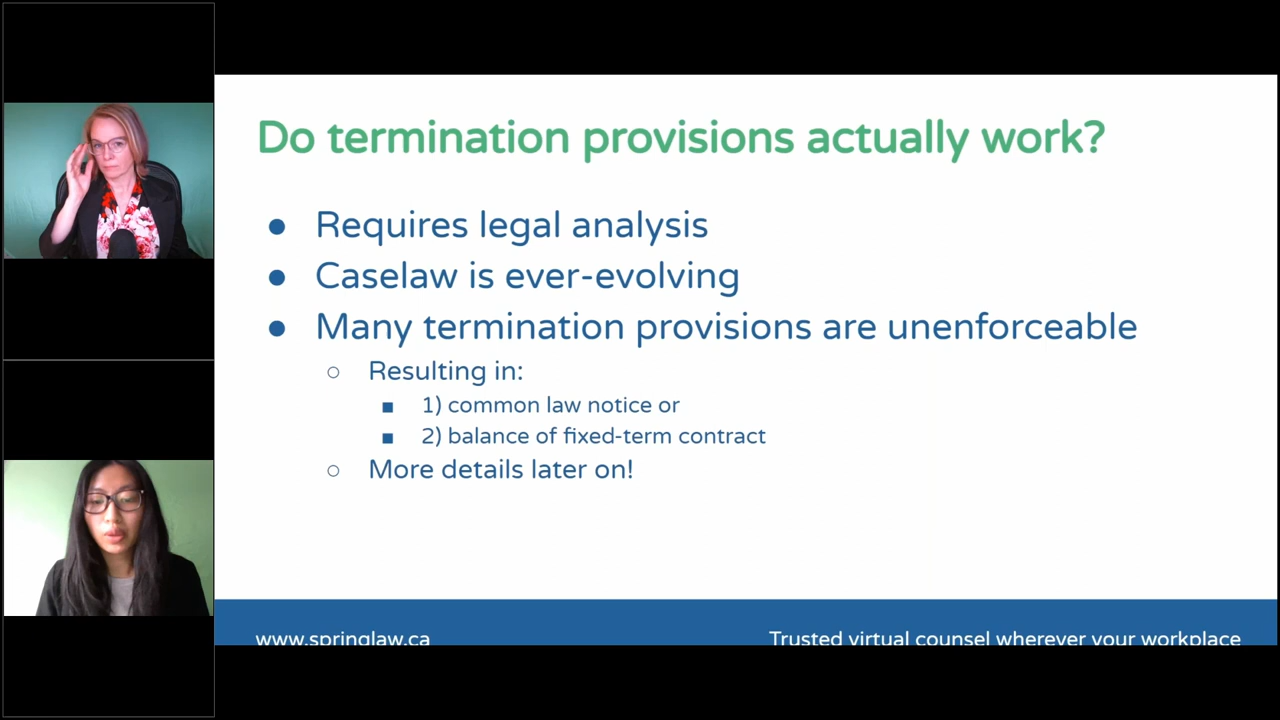 Do termination provisions actually work?
● Requires legal analysis
● Caselaw is ever-evolving
● Many termination provisions are unenforceable
○ Resulting in:
■ 1) common law notice or
■ 2) balance of fixed-term contract
○ More details later on!
www.springlaw.ca
Trusted virtual counsel wherever your workplace